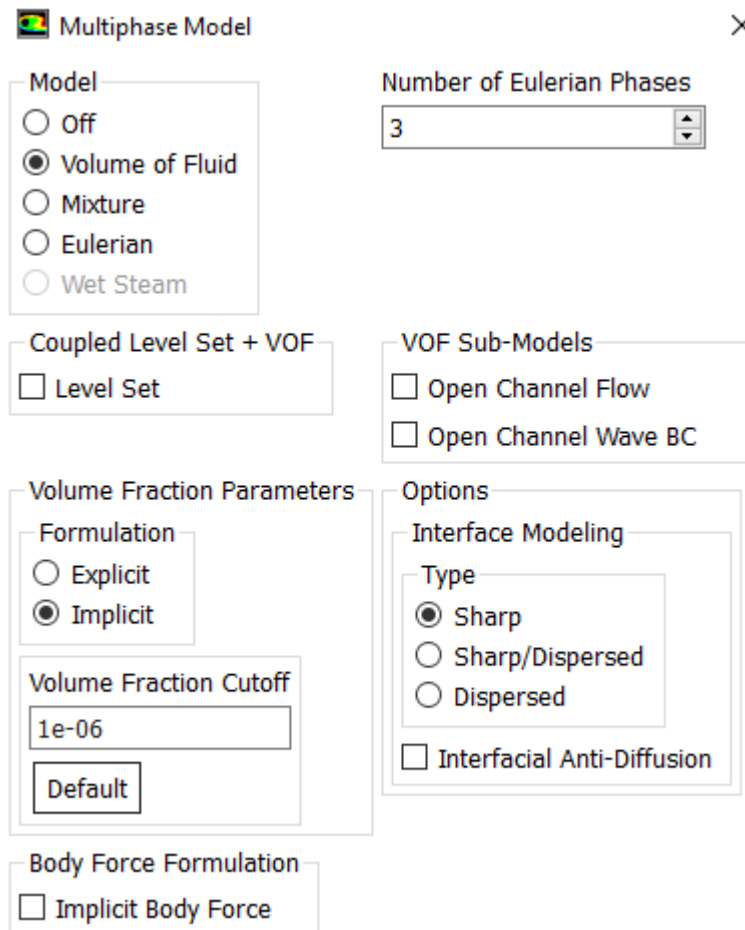 Multiphase Model
Model
Off
Volume of Fluid
Mixture
Eulerian
Wet Steam
Number of Eulerian Phases
3
Coupled Level Set + VOF
Level Set
VOF Sub-Models
Open Channel Flow
Open Channel Wave BC
Volume Fraction Parameters
Formulation
Explicit
Implicit
Volume Fraction Cutoff
1e-06
Default
Options
Interface Modeling
Type
Sharp
Sharp/Dispersed
Dispersed
Interfacial Anti-Diffusion
Body Force Formulation
Implicit Body Force